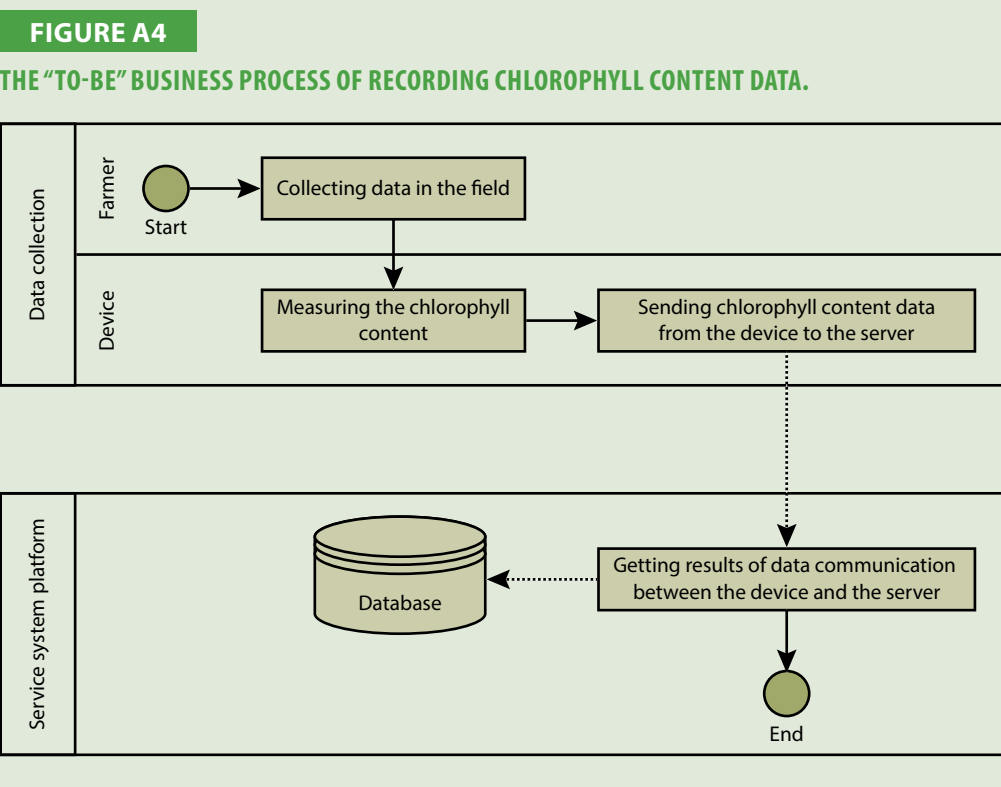 FIGURE A4
THE “TO-BE” BUSINESS PROCESS OF RECORDING CHLOROPHYLL CONTENT DATA.
Data collection
Farmer
Start
Collecting data in the field
Device
Measuring the chlorophyll
content
Sending chlorophyll content data
from the device to the server
Service system platform
Database
Getting results of data communication
between the device and the server
End